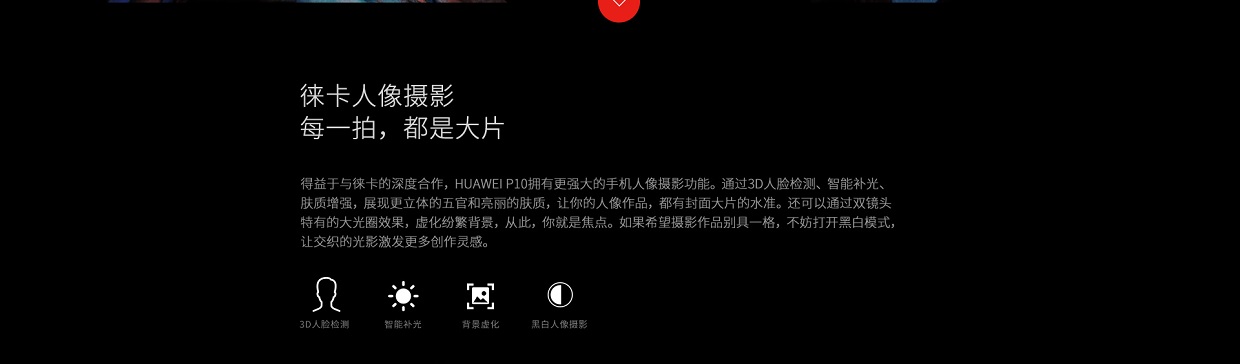 徕卡人像摄影
每一拍，都是大片
得益于与徕卡的深度合作，HUAWEI P10拥有更强大的手机人像摄影功能。通过3D人脸检测、智能补光、
肤质增强，展现更立体的五官和亮丽的肤质，让你的人像作品，都有封面大片的水准。还可以通过双镜头
特有的大光圈效果，虚化纷繁背景，从此，你就是焦点。如果希望摄影作品别具一格，不妨打开黑白模式，
让交织的光影激发更多创作灵感。
3D人脸检测 智能补光 背景虚化 黑白人像摄影